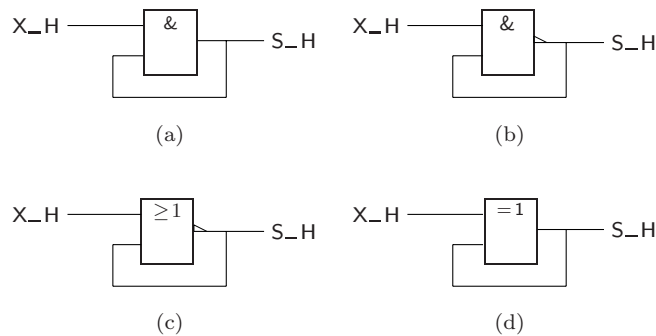 X_H & S_H
X_H & S_H
(a)
(b)
X_H ≥1 S_H
X_H =1 S_H
(c)
(d)